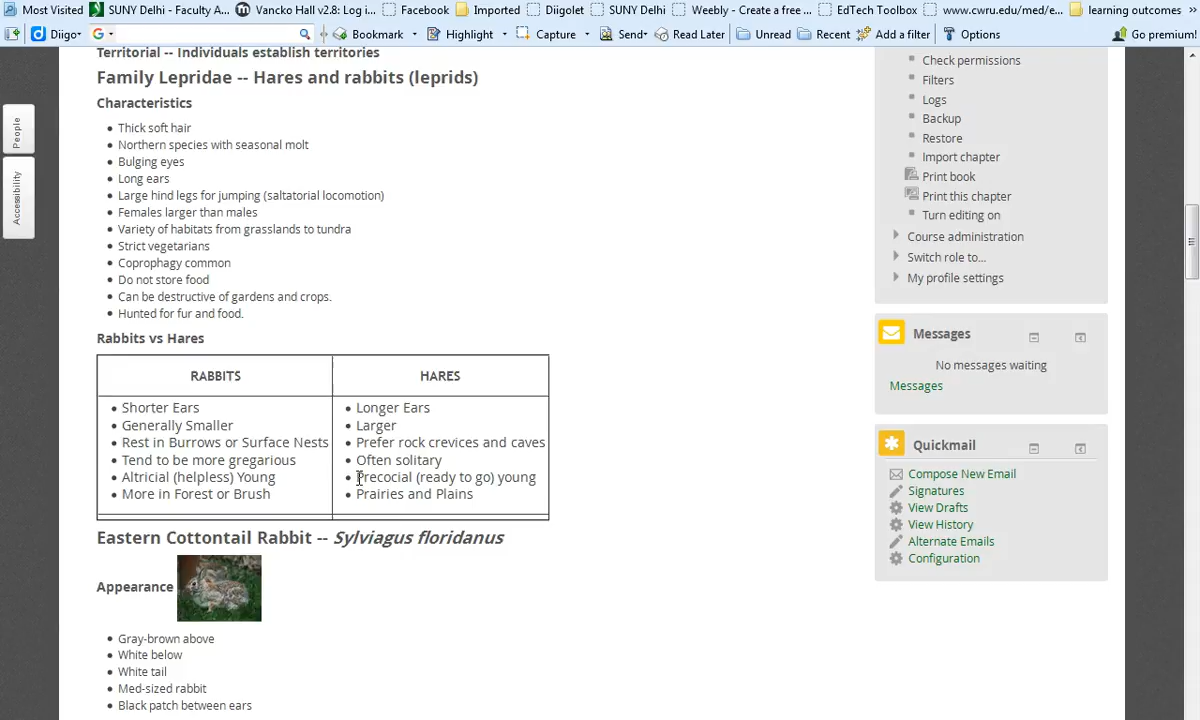 Most Visited SUNY Delhi - Faculty A... Vancko Hall v2.8: Log i... Facebook Imported Diigolet SUNY Delhi Weebly - Create a free ... EdTech Toolbox www.cwru.edu/med/e... learning outcomes »
Diigo G Bookmark Highlight Capture Send Read Later Unread Recent Add a filter Options Go premium!
People
Accessibility
Territorial -- Individuals establish territories
Family Lepridae -- Hares and rabbits (leprids)
Characteristics
Thick soft hair
Northern species with seasonal molt
Bulging eyes
Long ears
Large hind legs for jumping (saltatorial locomotion)
Females larger than males
Variety of habitats from grasslands to tundra
Strict vegetarians
Coprophagy common
Do not store food
Can be destructive of gardens and crops.
Hunted for fur and food.
Rabbits vs Hares
RABBITS HARES
Shorter Ears Longer Ears
Generally Smaller Larger
Rest in Burrows or Surface Nests Prefer rock crevices and caves
Tend to be more gregarious Often solitary
Altricial (helpless) Young Precocial (ready to go) young
More in Forest or Brush Prairies and Plains
Eastern Cottontail Rabbit -- Sylviagus floridanus
Appearance
Gray-brown above
White below
White tail
Med-sized rabbit
Black patch between ears
Check permissions
Filters
Logs
Backup
Restore
Import chapter
Print book
Print this chapter
Turn editing on
Course administration
Switch role to...
My profile settings
Messages
No messages waiting
Messages
Quickmail
Compose New Email
Signatures
View Drafts
View History
Alternate Emails
Configuration